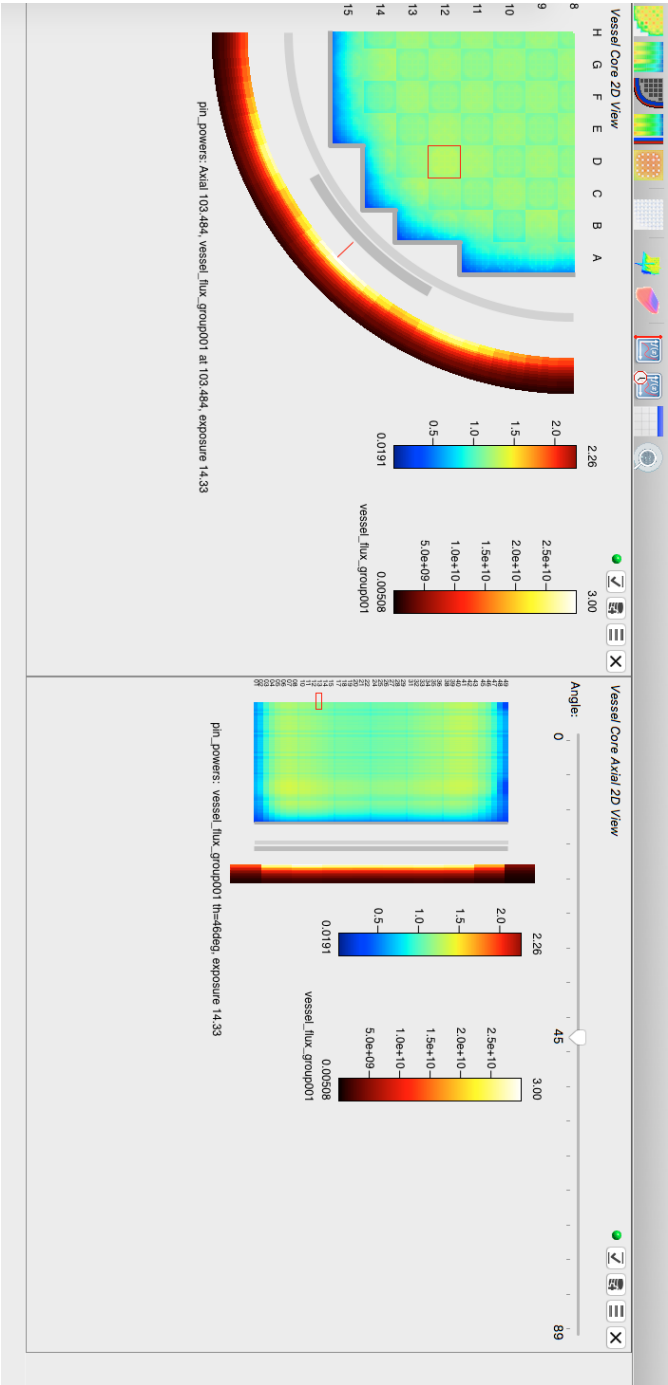 Vessel Core 2D View
H G F E D C B A
8
9
10
11
12
13
14
15
2.26
2.0
1.5
1.0
0.5
0.0191
3.00
2.5e+10
2.0e+10
1.5e+10
1.0e+10
5.0e+09
0.00508
vessel_flux_group001
pin_powers: Axial 103.484, vessel_flux_group001 at 103.484, exposure 14.33
Vessel Core Axial 2D View
Angle:
0 45 89
2.26
2.0
1.5
1.0
0.5
0.0191
3.00
2.5e+10
2.0e+10
1.5e+10
1.0e+10
5.0e+09
0.00508
vessel_flux_group001
pin_powers: vessel_flux_group001 th=46deg, exposure 14.33